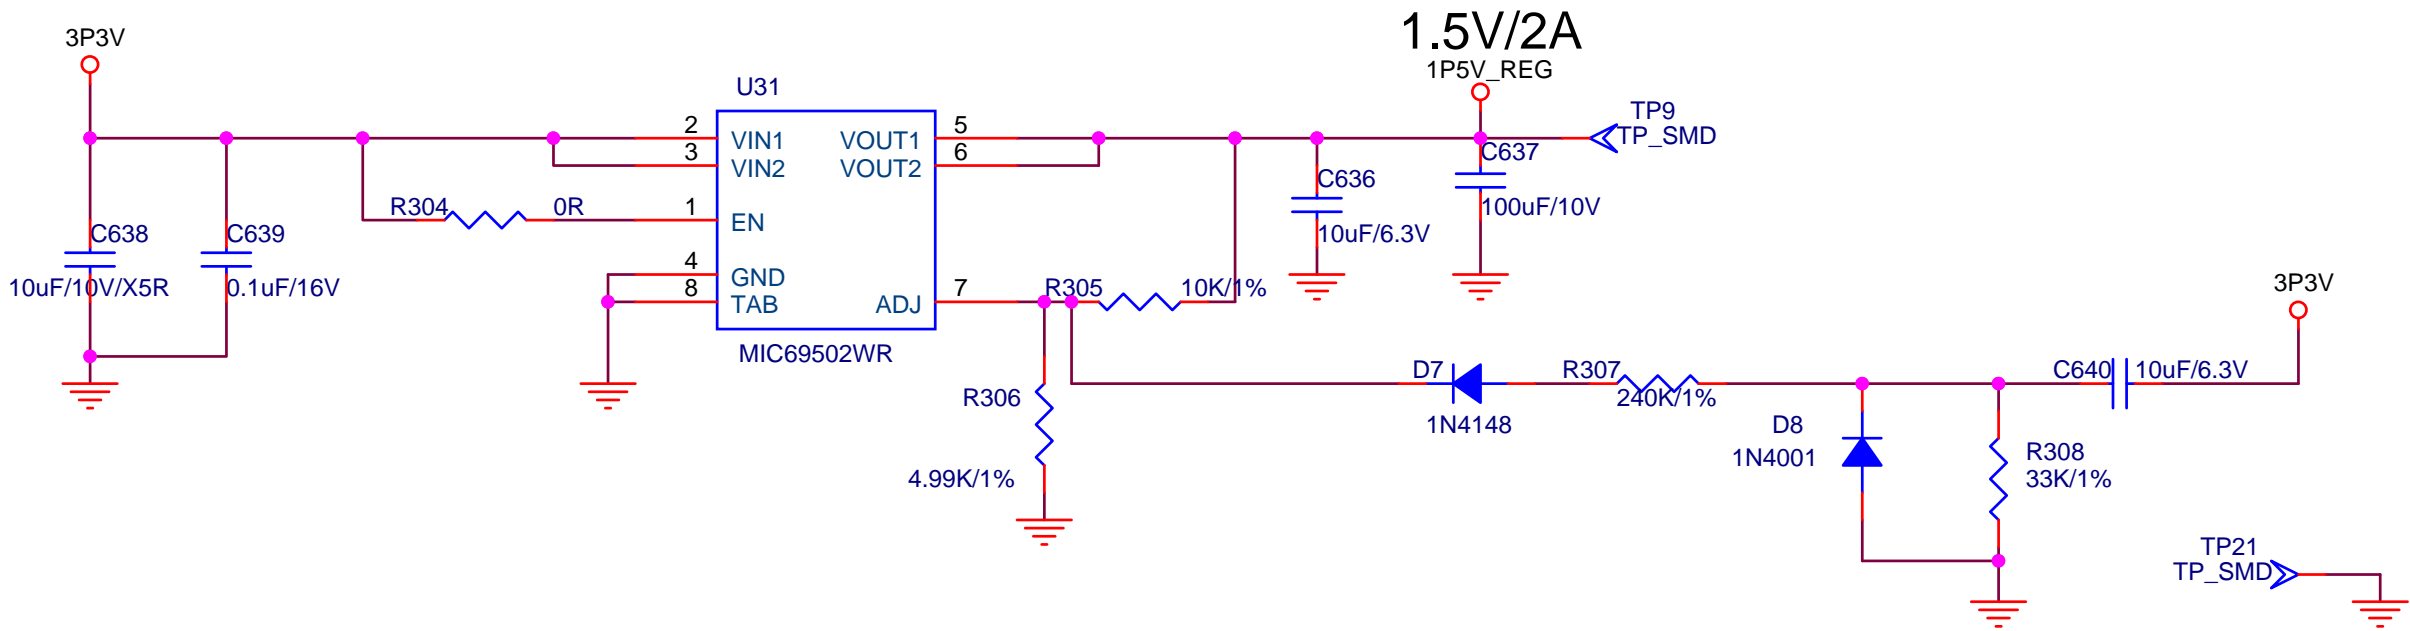 1.5V/2A
3P3V
1P5V_REG
U31
TP9
TP_SMD
2
VIN1
VOUT1
5
3
VIN2
VOUT2
6
C637
C636
R304
0R
1
EN
100uF/10V
C638
C639
10uF/6.3V
4
GND
8
TAB
ADJ
7
10uF/10V/X5R
0.1uF/16V
R305
10K/1%
3P3V
MIC69502WR
D7
R307
C640
10uF/6.3V
R306
240K/1%
1N4148
D8
1N4001
R308
33K/1%
4.99K/1%
TP21
TP_SMD